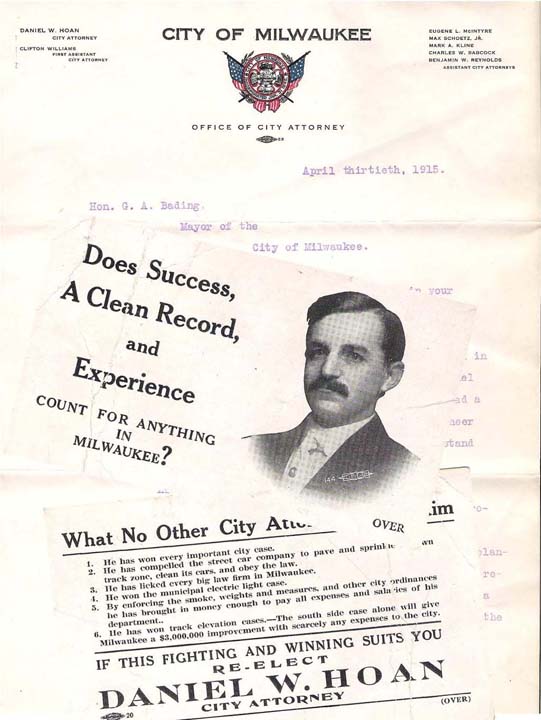 DANIEL W. HOAN
CITY ATTORNEY
CLIFTON WILLIAMS
FIRST ASSISTANT
CITY ATTORNEY
CITY OF MILWAUKEE
EUGENE L. McINTYRE
MAX SCHOETZ, JR.
MARK A. KLINE
CHARLES W. BABCOCK
BENJAMIN W. REYNOLDS
ASSISTANT CITY ATTORNEYS
OFFICE OF CITY ATTORNEY
April thirtieth, 1915.
Hon. G. A. Bading,
Mayor of the
City of Milwaukee.
your
in
stand
the
Does Success,
A Clean Record,
and
Experience
COUNT FOR ANYTHING
IN
MILWAUKEE?
OVER
What No Other City
1. He has won every important city case.
2. He has compelled the street car company to pave and
track zone, clean its cars, and obey the law.
3. He has licked every big law firm in Milwaukee.
4. He won the municipal electric light case.
5. By enforcing the smoke, weights and measures, and other city ordinances
he has brought in money enough to pay all expenses and salaries of his
department..
6. He has won track elevation cases.—The south side case alone will give
Milwaukee a $3,000,000 improvement with scarcely any expenses to the city.
IF THIS FIGHTING AND WINNING SUITS YOU
RE-ELECT
DANIEL W. HOAN
CITY ATTORNEY
(OVER)
20